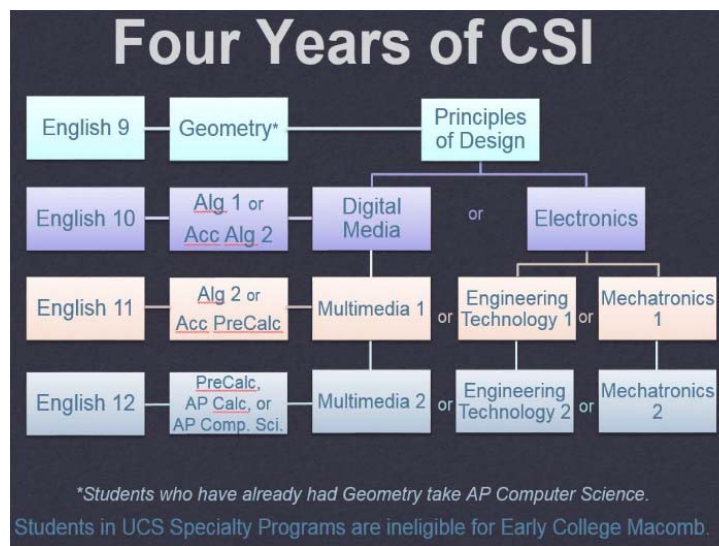 Four Years of CSI
English 9
Geometry*
Principles
of Design
English 10
Alg 1 or
Acc Alg 2
Digital
Media
or
Electronics
English 11
Alg 2 or
Acc PreCalc
Multimedia 1
or
Engineering
Technology 1
or
Mechatronics
1
English 12
PreCalc,
AP Calc, or
AP Comp. Sci.
Multimedia 2
or
Engineering
Technology 2
or
Mechatronics
2
*Students who have already had Geometry take AP Computer Science.
Students in UCS Specialty Programs are ineligible for Early College Macomb.